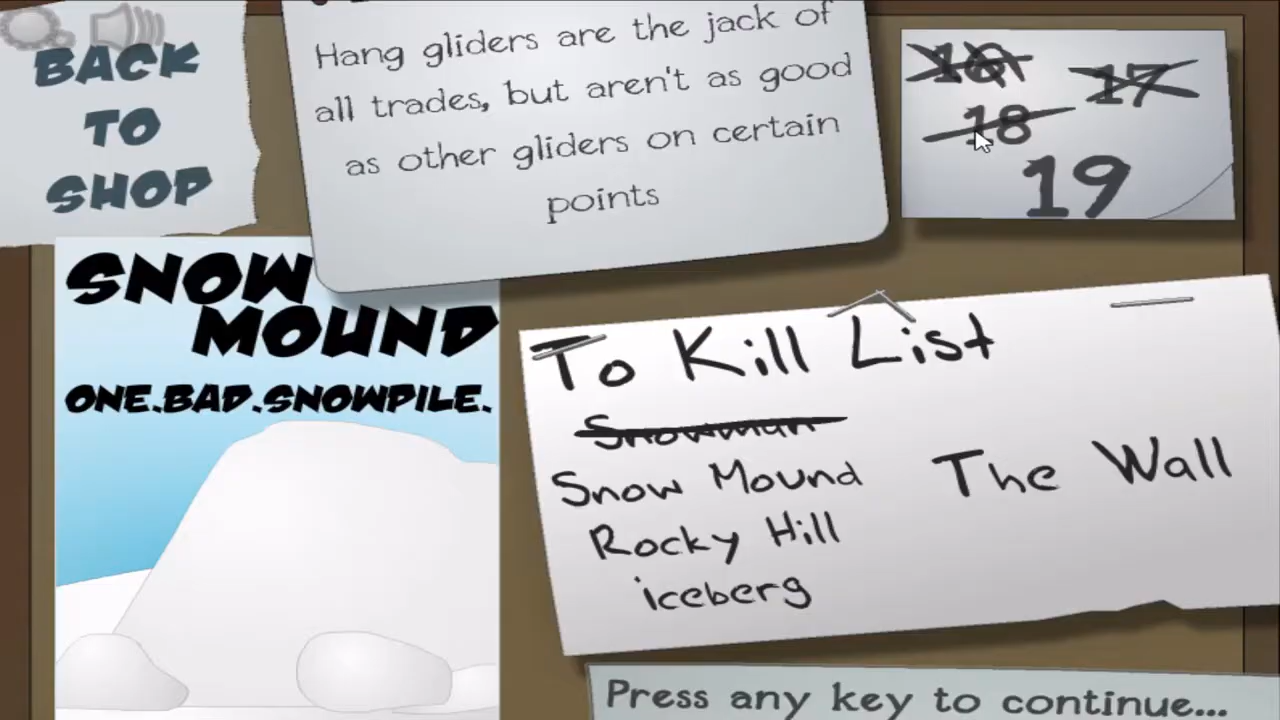 BACK
TO
SHOP
Hang gliders are the jack of
all trades, but aren't as good
as other gliders on certain
points
16
17
18
19
SNOW
MOUND
ONE.BAD.SNOWPILE.
To Kill List
Snowman
Snow Mound
The Wall
Rocky Hill
iceberg
Press any key to continue...